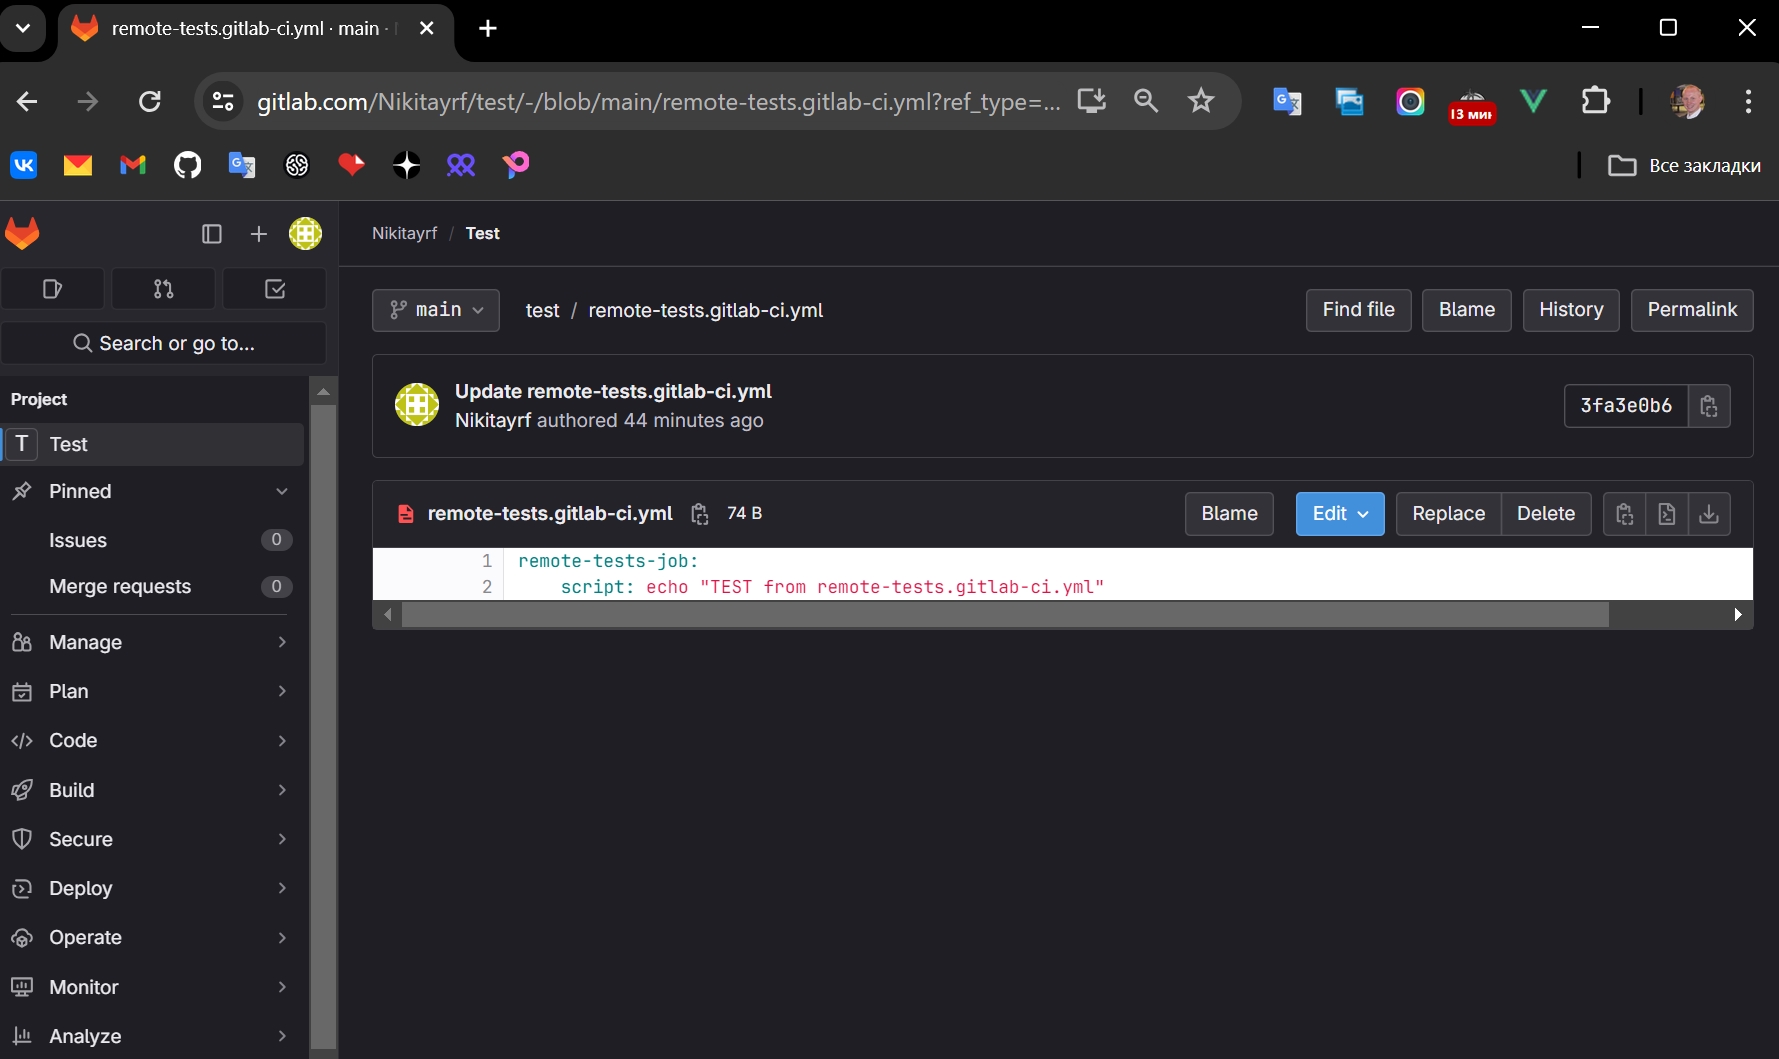 remote-tests.gitlab-ci.yml · main ·
gitlab.com/Nikitayrf/test/-/blob/main/remote-tests.gitlab-ci.yml?ref_type=...
13 мин
Все закладки
Nikitayrf / Test
main
test / remote-tests.gitlab-ci.yml
Find file
Blame
History
Permalink
Search or go to...
Update remote-tests.gitlab-ci.yml
Nikitayrf authored 44 minutes ago
3fa3e0b6
Project
T Test
Pinned
Issues 0
Merge requests 0
Manage
Plan
Code
Build
Secure
Deploy
Operate
Monitor
Analyze
remote-tests.gitlab-ci.yml 74 B
Blame
Edit
Replace
Delete
1 remote-tests-job:
2 script: echo "TEST from remote-tests.gitlab-ci.yml"